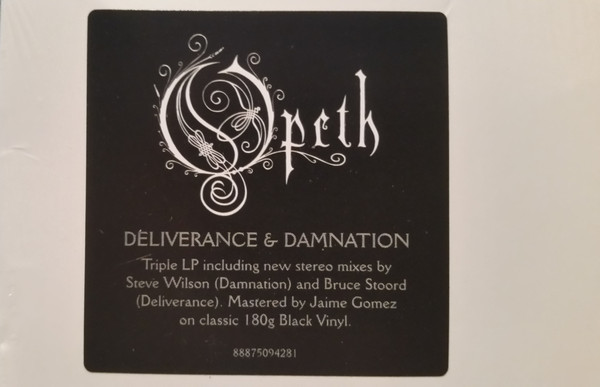 Opeth
DELIVERANCE & DAMNATION
Triple LP including new stereo mixes by
Steve Wilson (Damnation) and Bruce Stoord
(Deliverance). Mastered by Jaime Gomez
on classic 180g Black Vinyl.
88875094281